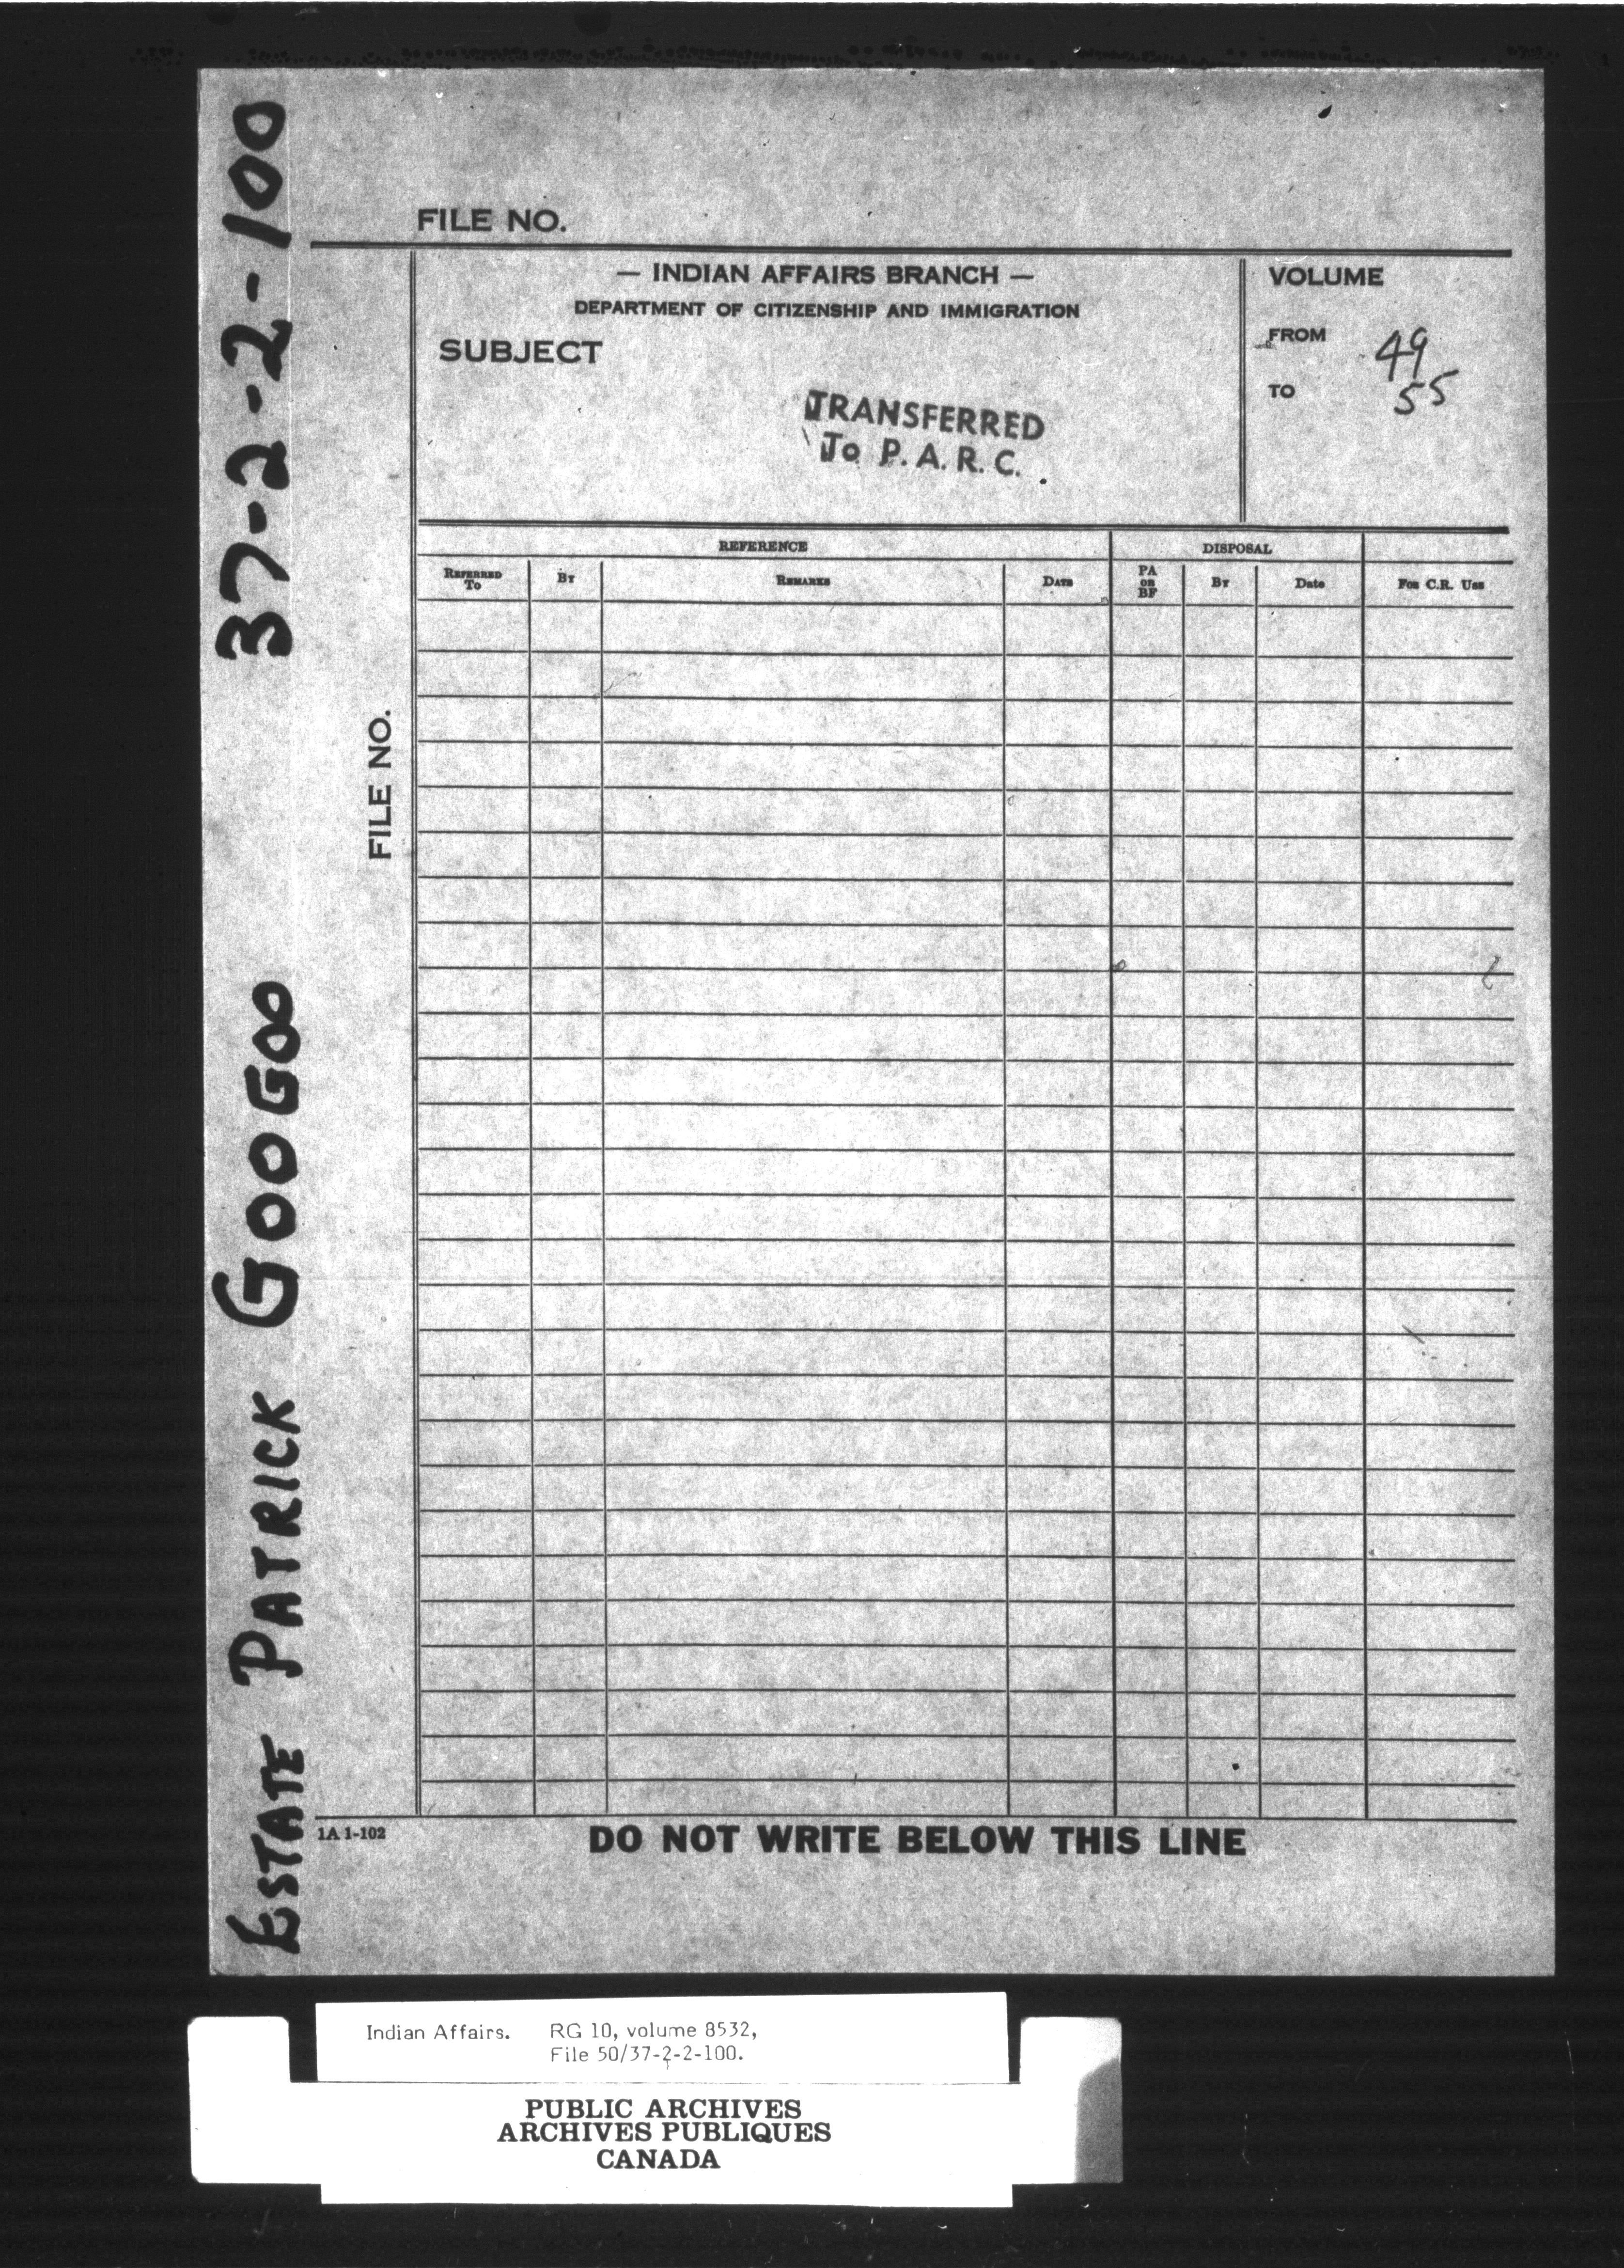 37-2-2-100
ESTATE PATRICK GOOGOO
FILE NO.
FILE NO.
— INDIAN AFFAIRS BRANCH —
DEPARTMENT OF CITIZENSHIP AND IMMIGRATION
SUBJECT
TRANSFERRED
To P. A. R. C.
VOLUME
FROM 49
TO 55
REFERENCE DISPOSAL
REFERRED TO BY REMARKS DATE PA OR BF BY Date FOR C.R. USE
1A 1-102
DO NOT WRITE BELOW THIS LINE
Indian Affairs. RG 10, volume 8532,
File 50/37-2-2-100.
PUBLIC ARCHIVES
ARCHIVES PUBLIQUES
CANADA